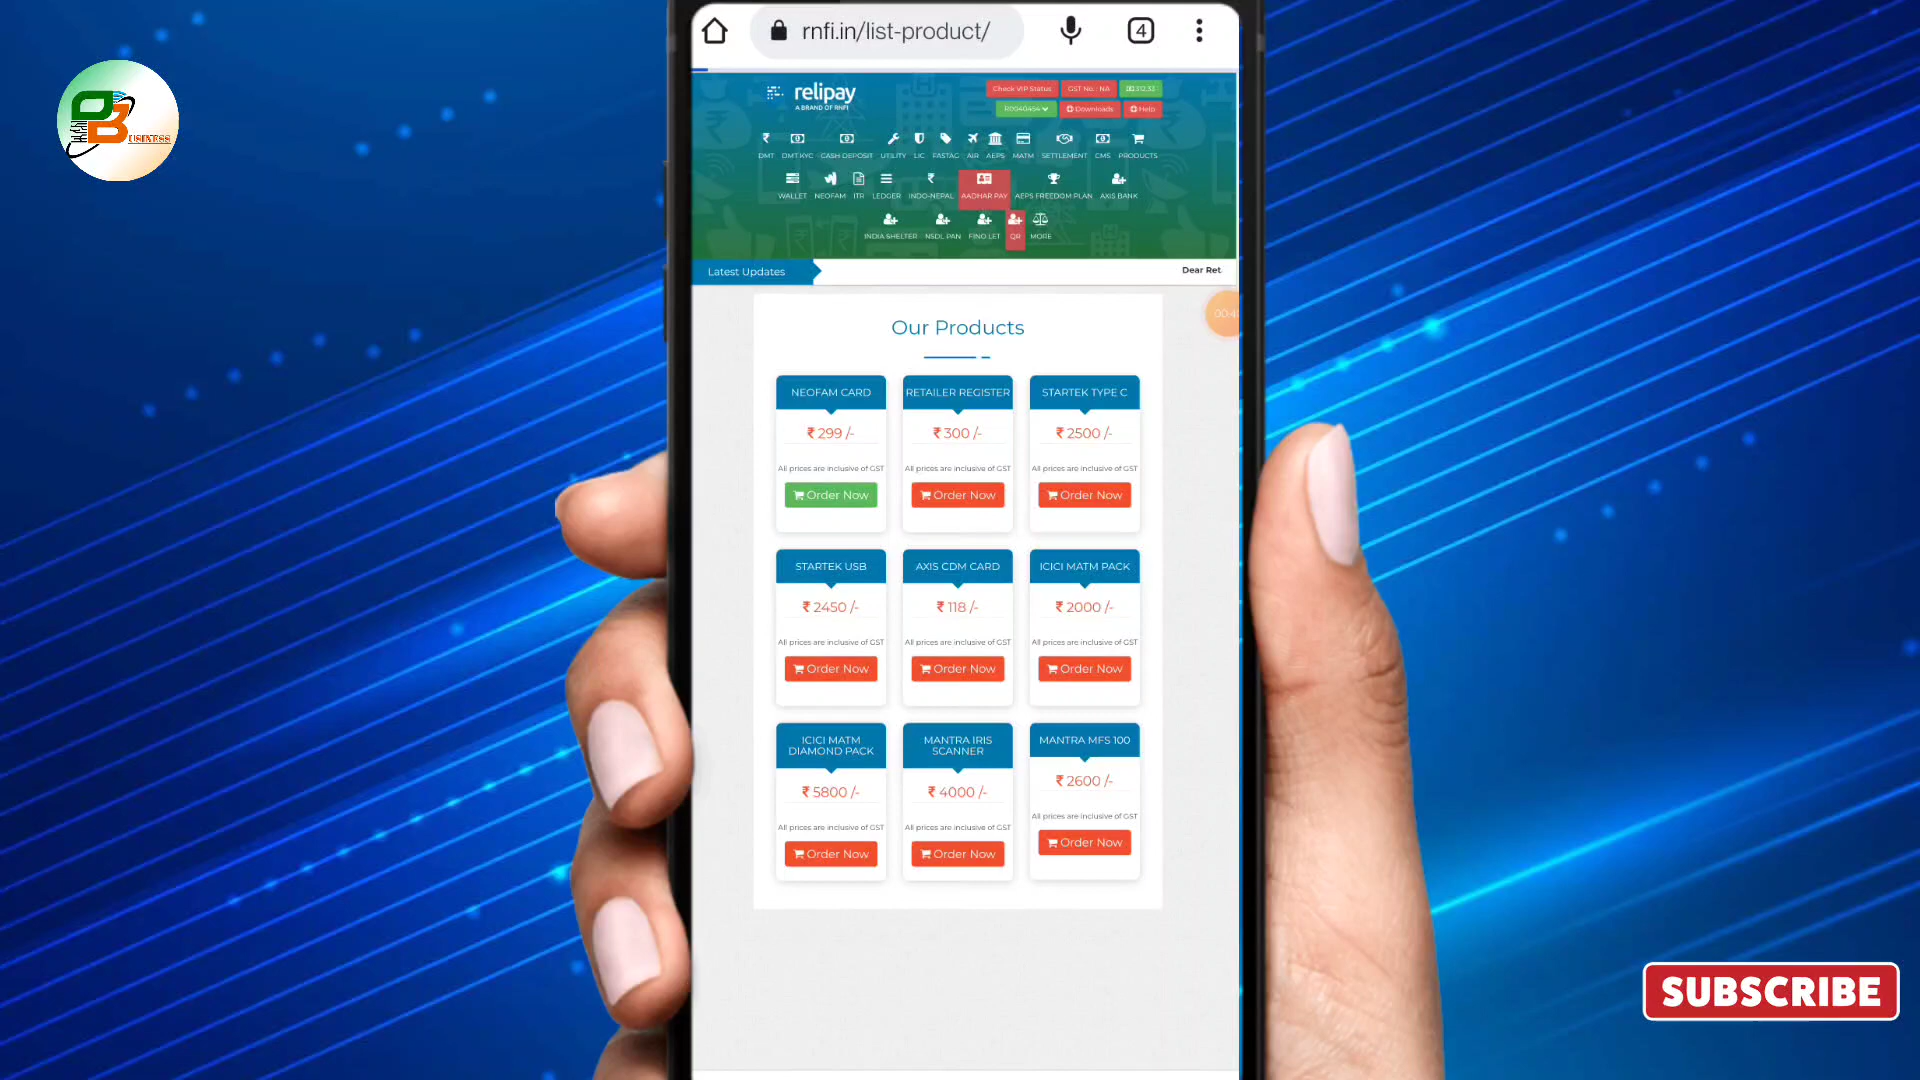 rnfi.in/list-product/
4
relipay
A BRAND OF RNFI
Check VIP Status
GST No.: NA
R0040454
Downloads
Help
DMT DMT KYC CASH DEPOSIT UTILITY LIC FASTAG AIR AEPS MATM SETTLEMENT CMS PRODUCTS
WALLET NEOFAM ITR LEDGER INDO-NEPAL AADHAR PAY AEPS FREEDOM PLAN AXIS BANK
INDIA SHELTER NSDL PAN FINO LET QR MORE
Latest Updates
Dear Ret
Our Products
NEOFAM CARD
₹ 299 /-
All prices are inclusive of GST
Order Now
RETAILER REGISTER
₹ 300 /-
All prices are inclusive of GST
Order Now
STARTEK TYPE C
₹ 2500 /-
All prices are inclusive of GST
Order Now
STARTEK USB
₹ 2450 /-
All prices are inclusive of GST
Order Now
AXIS CDM CARD
₹ 118 /-
All prices are inclusive of GST
Order Now
ICICI MATM PACK
₹ 2000 /-
All prices are inclusive of GST
Order Now
ICICI MATM
DIAMOND PACK
₹ 5800 /-
All prices are inclusive of GST
Order Now
MANTRA IRIS
SCANNER
₹ 4000 /-
All prices are inclusive of GST
Order Now
MANTRA MFS 100
₹ 2600 /-
All prices are inclusive of GST
Order Now
SUBSCRIBE